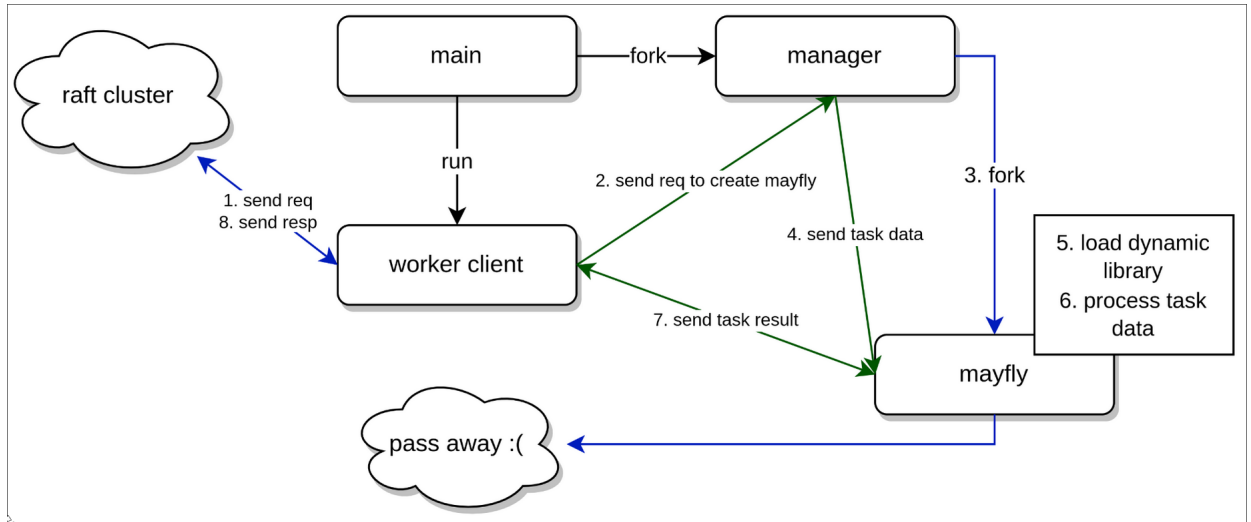 main
fork
manager
raft cluster
run
3. fork
2. send req to create mayfly
1. send req
8. send resp
4. send task data
worker client
5. load dynamic
library
6. process task
data
7. send task result
mayfly
pass away :(